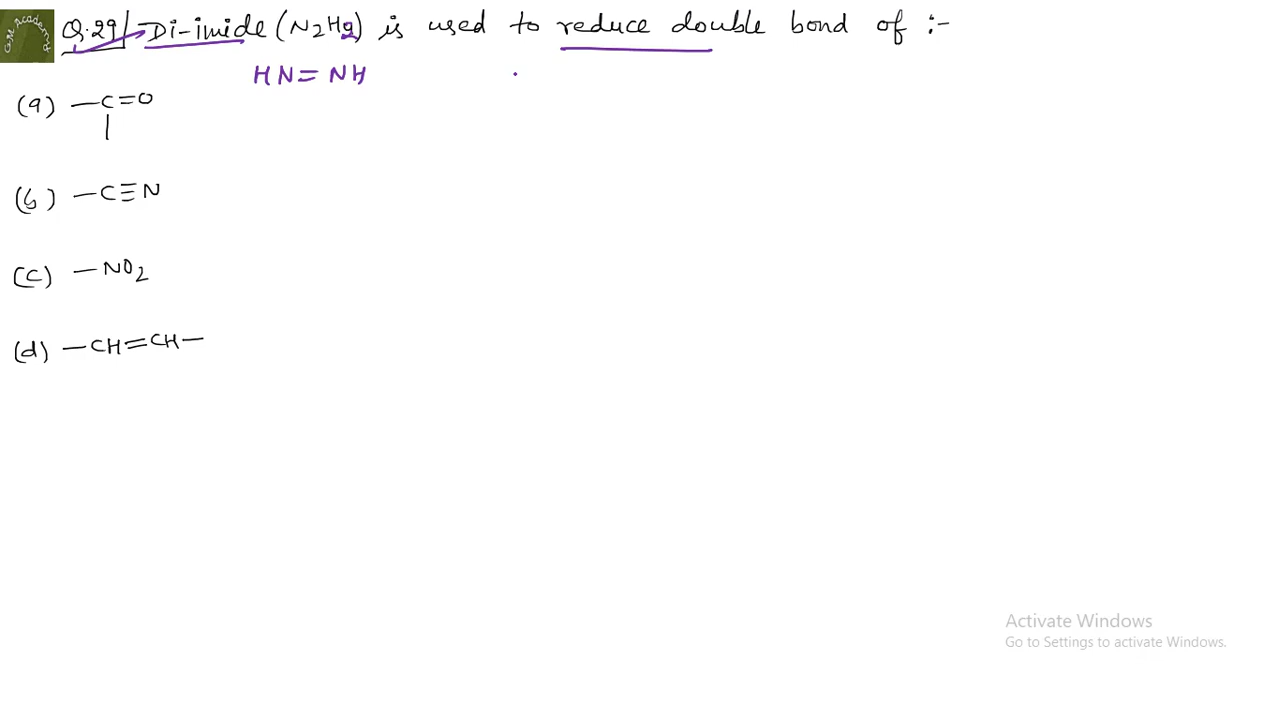 Q.29/ Di-imide (N2H2) is used to reduce double bond of :-
HN=NH
(a) —C=O
|
(b) —C≡N
(c) —NO2
(d) —CH=CH—
Activate Windows
Go to Settings to activate Windows.